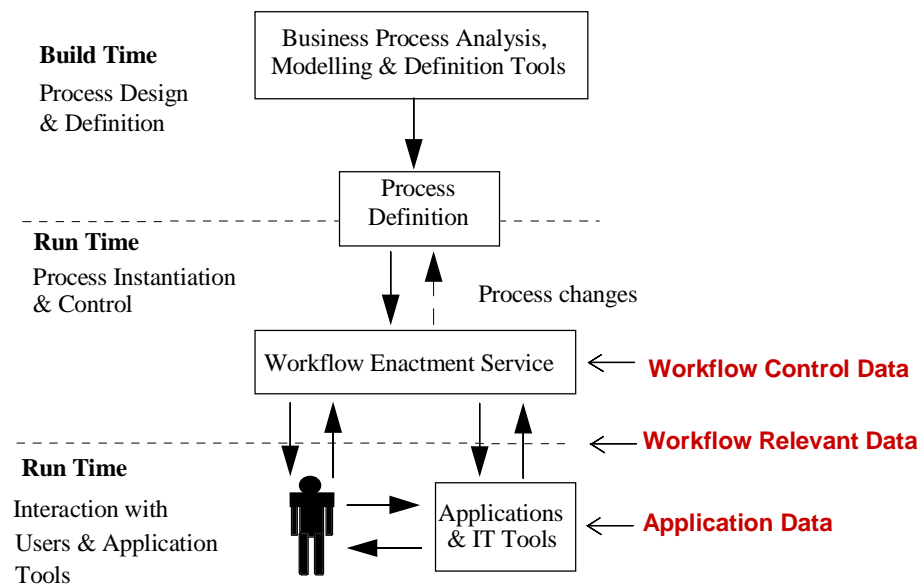 Business Process Analysis,
Modelling & Definition Tools
Build Time
Process Design
& Definition
Process
Definition
Run Time
Process Instantiation
& Control
Process changes
Workflow Enactment Service
Workflow Control Data
Workflow Relevant Data
Run Time
Interaction with
Users & Application
Tools
Applications
& IT Tools
Application Data